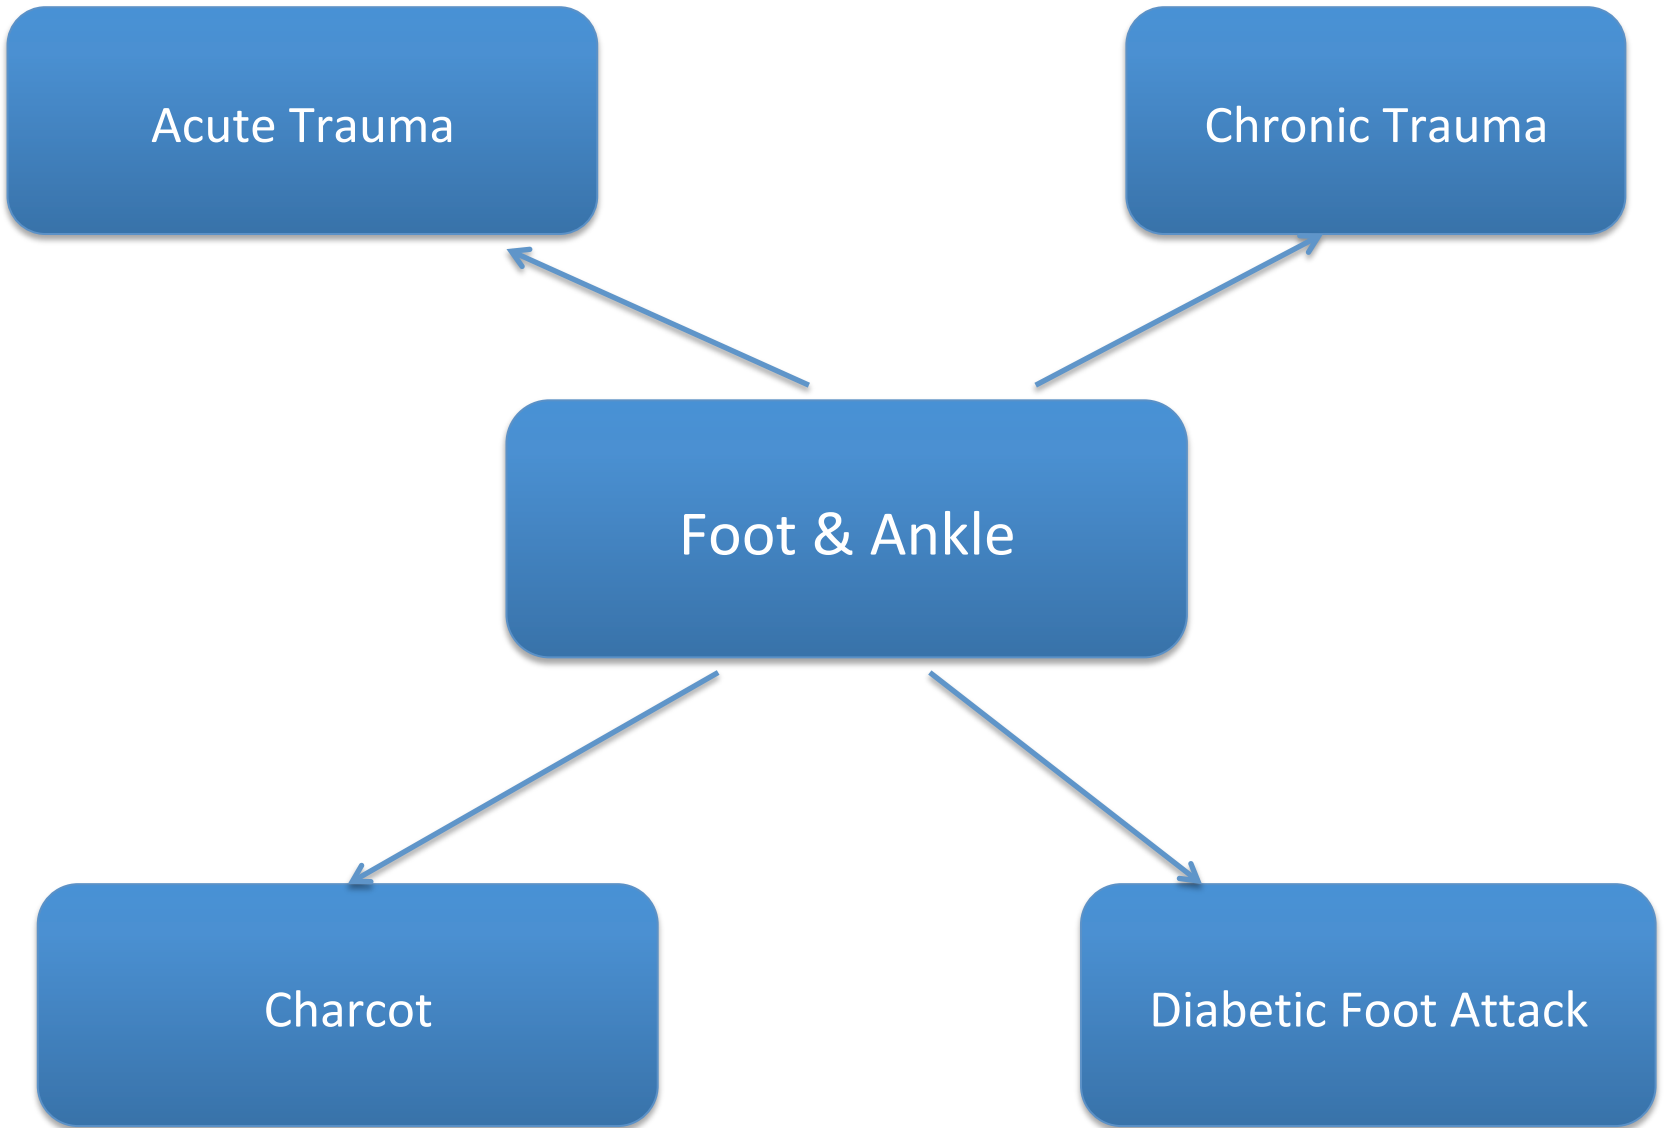 Acute Trauma
Chronic Trauma
Foot & Ankle
Charcot
Diabetic Foot Attack